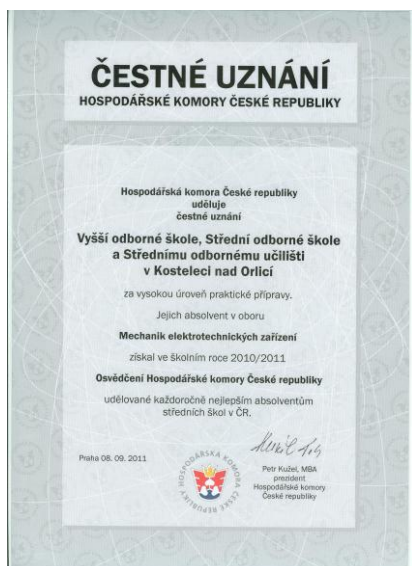 ČESTNÉ UZNÁNÍ
HOSPODÁŘSKÉ KOMORY ČESKÉ REPUBLIKY
Hospodářská komora České republiky
uděluje
čestné uznání
Vyšší odborné škole, Střední odborné škole
a Střednímu odbornému učilišti
v Kosteleci nad Orlicí
za vysokou úroveň praktické přípravy.
Jejich absolvent v oboru
Mechanik elektrotechnických zařízení
získal ve školním roce 2010/2011
Osvědčení Hospodářské komory České republiky
udělované každoročně nejlepším absolventům
středních škol v ČR.
Praha 08. 09. 2011
HOSPODÁŘSKÁ KOMORA ČESKÉ REPUBLIKY
Petr Kužel, MBA
prezident
Hospodářské komory
České republiky